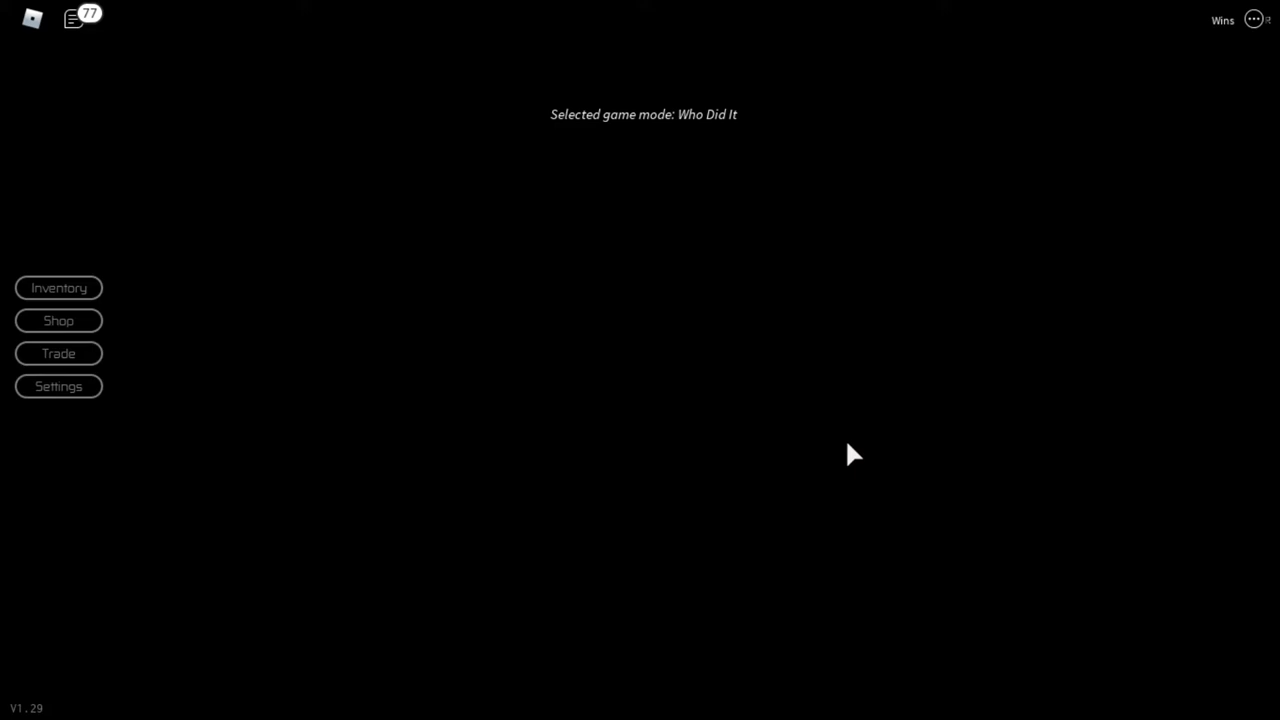 77
Wins
Selected game mode: Who Did It
Inventory
Shop
Trade
Settings
V1.29